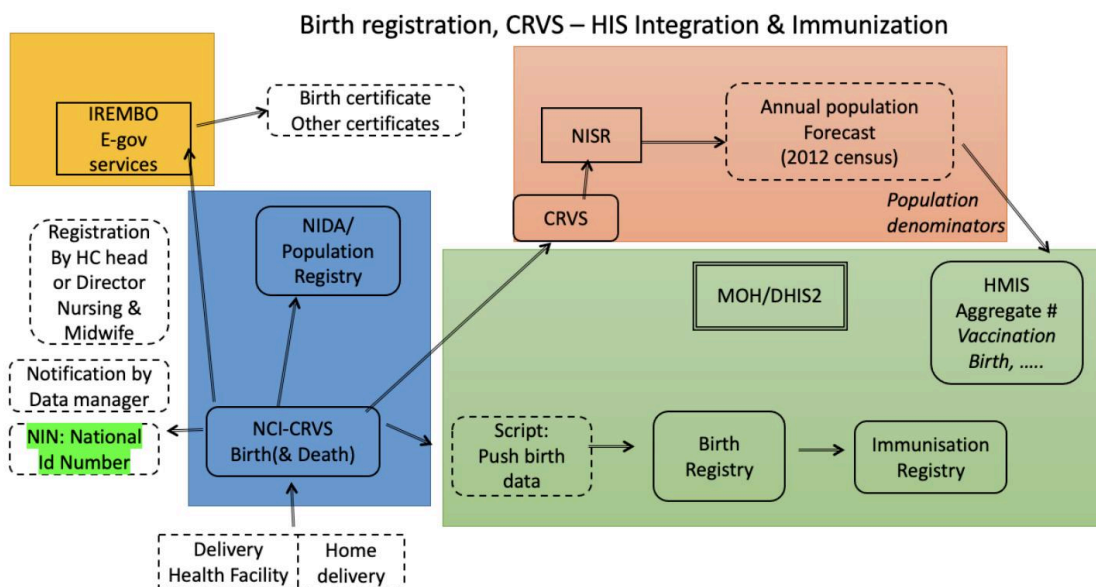 Birth registration, CRVS – HIS Integration & Immunization
IREMBO
E-gov
services
Birth certificate
Other certificates
NISR
Annual population
Forecast
(2012 census)
CRVS
Population
denominators
Registration
By HC head
or Director
Nursing &
Midwife
NIDA/
Population
Registry
MOH/DHIS2
HMIS
Aggregate #
Vaccination
Birth, .....
Notification by
Data manager
NIN: National
Id Number
NCI-CRVS
Birth(& Death)
Script:
Push birth
data
Birth
Registry
Immunisation
Registry
Delivery
Health Facility
Home
delivery